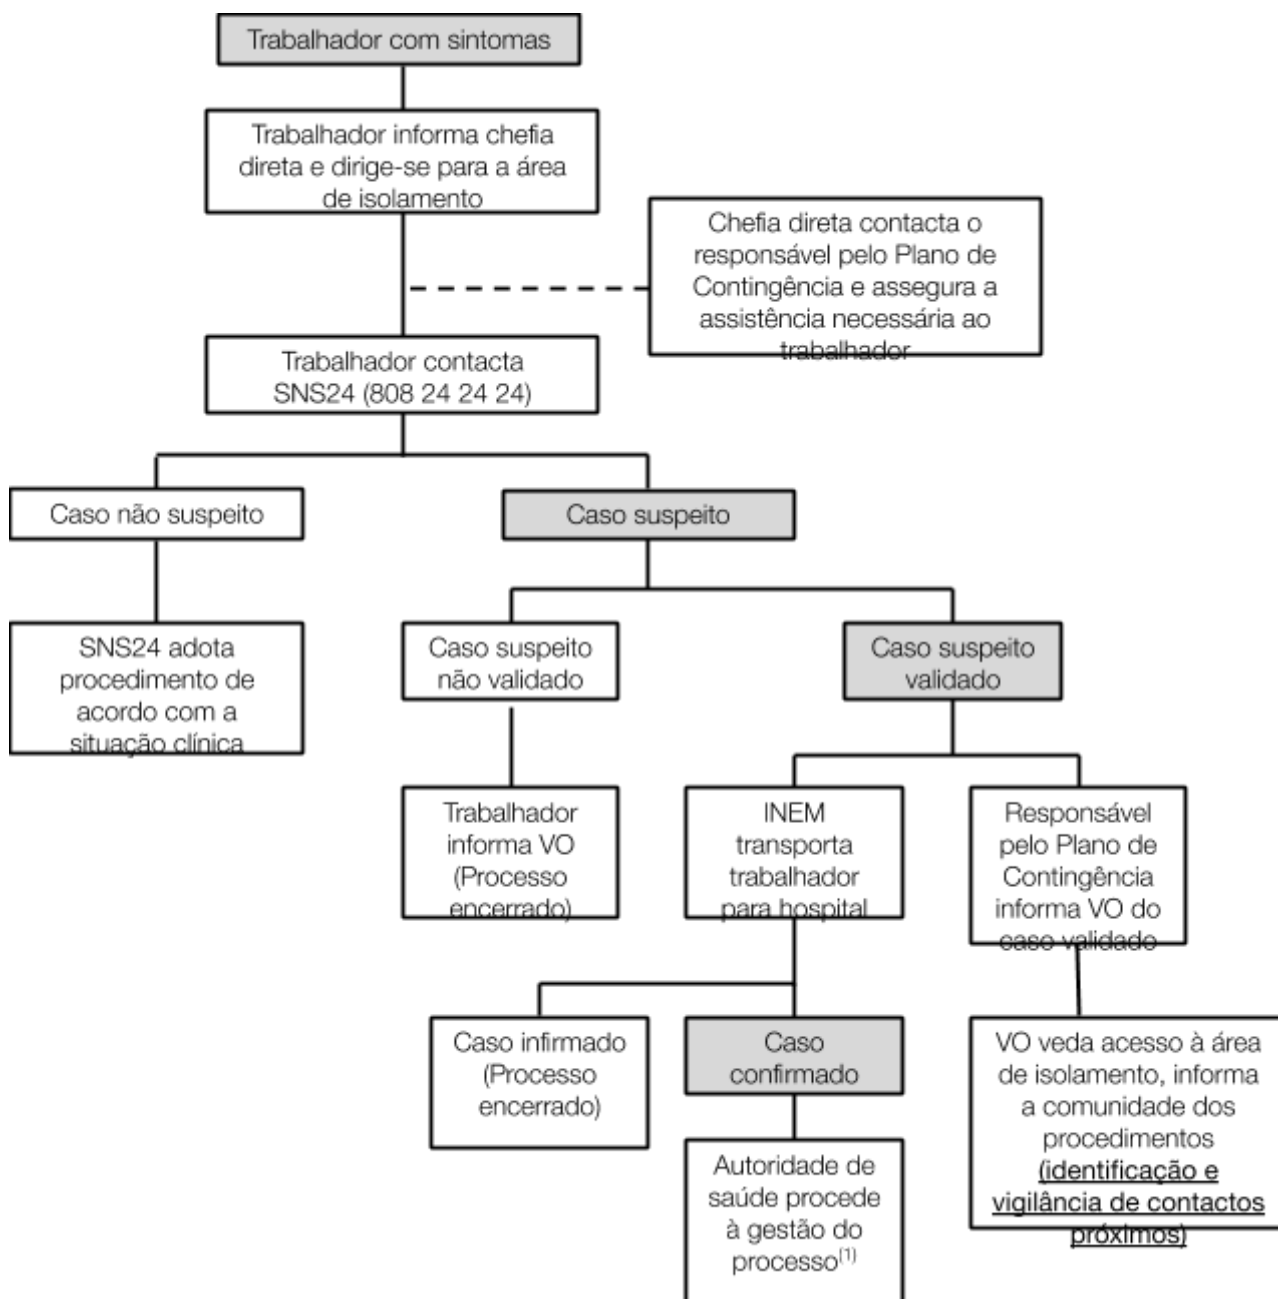 Trabalhador com sintomas
Trabalhador informa chefia
direta e dirige-se para a área
de isolamento
Chefia direta contacta o
responsável pelo Plano de
Contingência e assegura a
assistência necessária ao
trabalhador
Trabalhador contacta
SNS24 (808 24 24 24)
Caso não suspeito
Caso suspeito
SNS24 adota
procedimento de
acordo com a
situação clínica
Caso suspeito
não validado
Caso suspeito
validado
Trabalhador
informa VO
(Processo
encerrado)
INEM
transporta
trabalhador
para hospital
Responsável
pelo Plano de
Contingência
informa VO do
caso validado
Caso infirmado
(Processo
encerrado)
Caso
confirmado
VO veda acesso à área
de isolamento, informa
a comunidade dos
procedimentos
(identificação e
vigilância de contactos
próximos)
Autoridade de
saúde procede
à gestão do
processo(1)